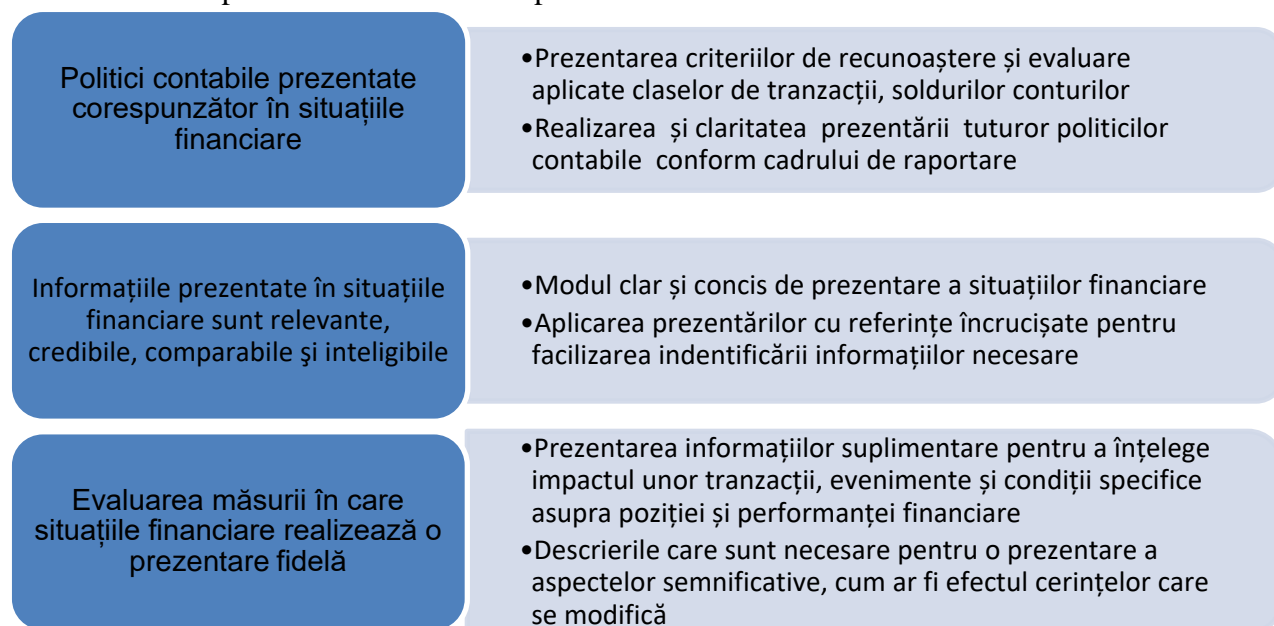 Politici contabile prezentate
corespunzător în situațiile
financiare
•Prezentarea criteriilor de recunoaștere și evaluare
aplicate claselor de tranzacții, soldurilor conturilor
•Realizarea și claritatea prezentării tuturor politicilor
contabile conform cadrului de raportare
Informațiile prezentate în situațiile
financiare sunt relevante,
credibile, comparabile şi inteligibile
•Modul clar și concis de prezentare a situațiilor financiare
•Aplicarea prezentărilor cu referințe încrucișate pentru
facilizarea indentificării informațiilor necesare
Evaluarea măsurii în care
situațiile financiare realizează o
prezentare fidelă
•Prezentarea informațiilor suplimentare pentru a înțelege
impactul unor tranzacții, evenimente și condiții specifice
asupra poziției și performanței financiare
•Descrierile care sunt necesare pentru o prezentare a
aspectelor semnificative, cum ar fi efectul cerințelor care
se modifică